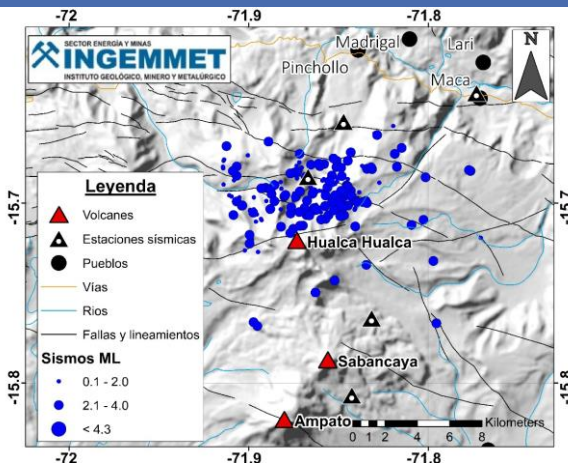 -72
-71.9
-71.8
SECTOR ENERGÍA Y MINAS
INGEMMET
INSTITUTO GEOLÓGICO, MINERO Y METALÚRGICO
Madrigal
Lari
Pinchollo
Maca
N
-15.7
-15.7
Leyenda
Volcanes
Estaciones sísmicas
Pueblos
Vías
Rios
Fallas y lineamientos
Sismos ML
0.1 - 2.0
2.1 - 4.0
< 4.3
Hualca Hualca
Sabancaya
Ampato
-15.8
-15.8
Kilometers
0 1 2 4 6 8
-72
-71.9
-71.8